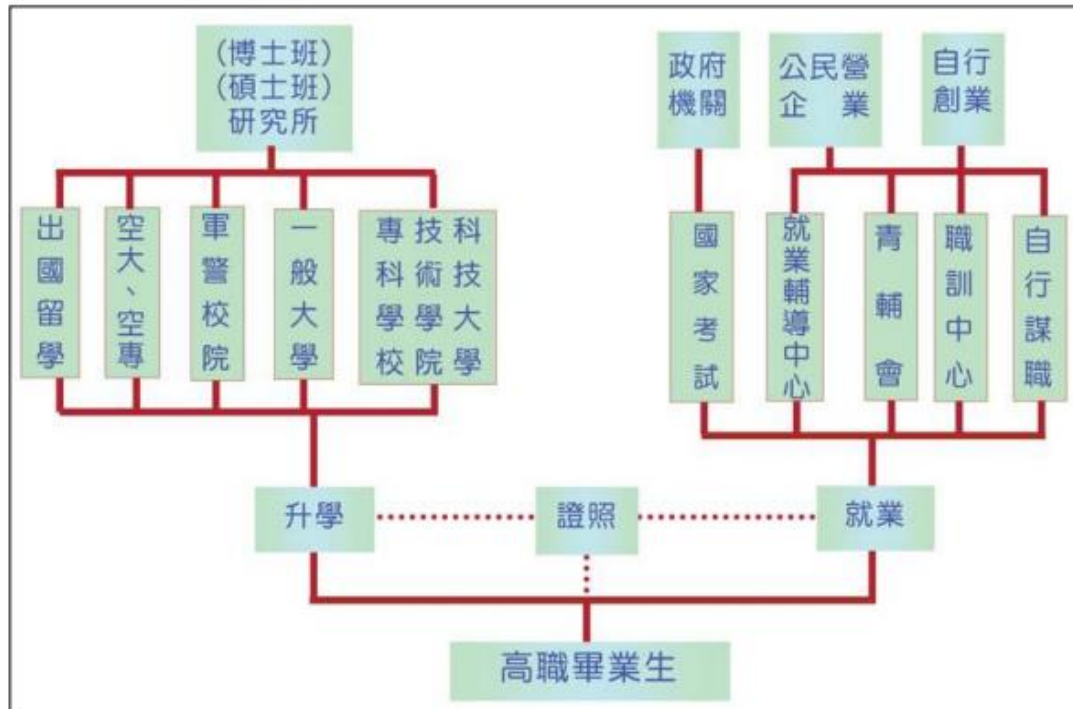 (博士班)
(碩士班)
研究所
政府
機關
公民營
企業
自行
創業
出國留學
空大、空專
軍警校院
一般大學
科技大學
技術學院
專科學校
國家考試
就業輔導中心
青輔會
職訓中心
自行謀職
升學
證照
就業
高職畢業生